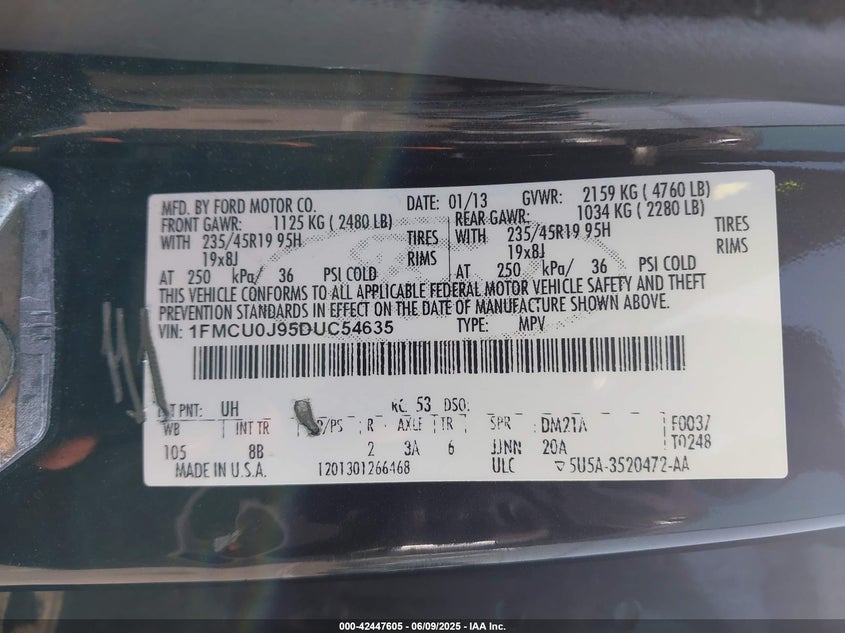 MFD. BY FORD MOTOR CO. DATE: 01/13 GVWR: 2159 KG ( 4760 LB)
FRONT GAWR: 1125 KG ( 2480 LB) REAR GAWR: 1034 KG ( 2280 LB)
WITH 235/45R19 95H TIRES WITH 235/45R19 95H TIRES
19x8J RIMS 19x8J RIMS
AT 250 kPa/ 36 PSI COLD AT 250 kPa/ 36 PSI COLD
THIS VEHICLE CONFORMS TO ALL APPLICABLE FEDERAL MOTOR VEHICLE SAFETY AND THEFT
PREVENTION STANDARDS IN EFFECT ON THE DATE OF MANUFACTURE SHOWN ABOVE.
VIN: 1FMCU0J95DUC54635 TYPE: MPV
PNT: UH RC: 53 DSO:
WB INT TR /PS R AXLE TR SPR DM21A F0037
105 8B 2 3A 6 JJNN 20A T0248
MADE IN U.S.A. 1201301266468 ULC ▽5U5A-3520472-AA
000-42447605 - 06/09/2025 - IAA Inc.